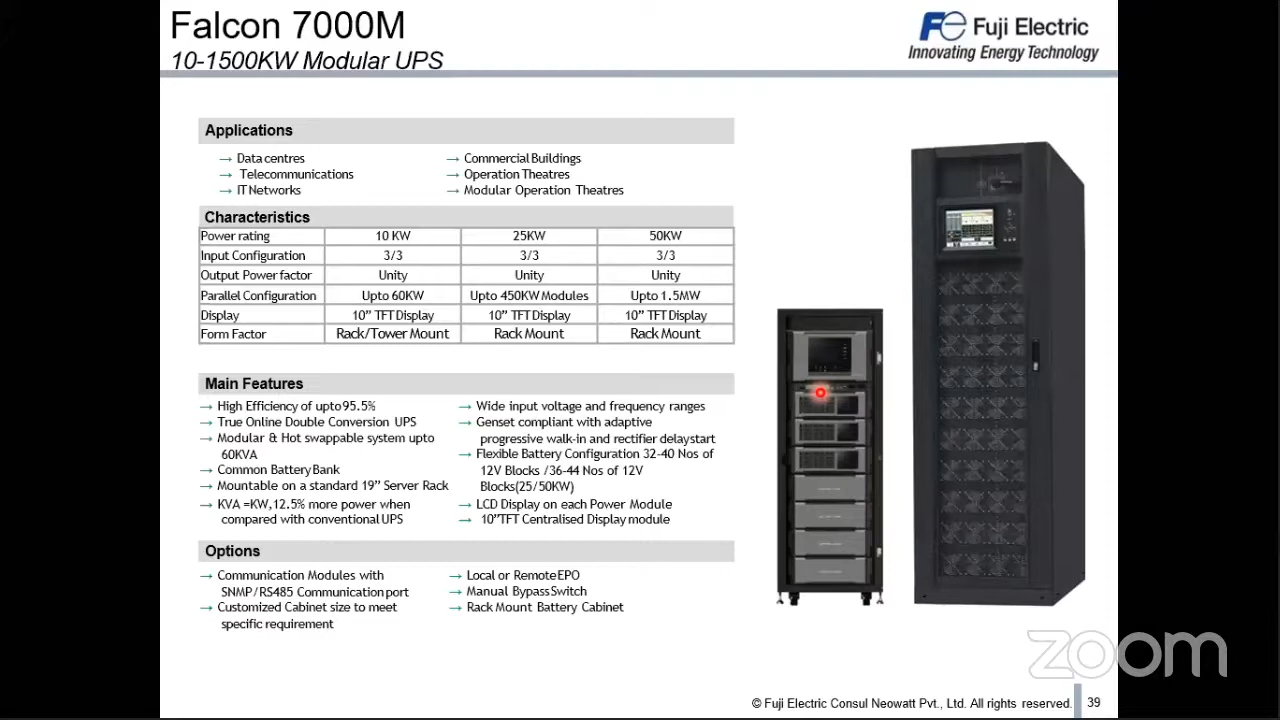 Falcon 7000M
10-1500KW Modular UPS
Fe Fuji Electric
Innovating Energy Technology
Applications
→ Data centres
→ Telecommunications
→ IT Networks
→ Commercial Buildings
→ Operation Theatres
→ Modular Operation Theatres
Characteristics
Power rating 10 KW 25KW 50KW
Input Configuration 3/3 3/3 3/3
Output Power factor Unity Unity Unity
Parallel Configuration Upto 60KW Upto 450KW Modules Upto 1.5MW
Display 10” TFT Display 10” TFT Display 10” TFT Display
Form Factor Rack/Tower Mount Rack Mount Rack Mount
Main Features
→ High Efficiency of upto 95.5%
→ True Online Double Conversion UPS
→ Modular & Hot swappable system upto
60KVA
→ Common Battery Bank
→ Mountable on a standard 19” Server Rack
→ KVA =KW,12.5% more power when
compared with conventional UPS
→ Wide input voltage and frequency ranges
→ Genset compliant with adaptive
progressive walk-in and rectifier delay start
→ Flexible Battery Configuration 32-40 Nos of
12V Blocks /36-44 Nos of 12V
Blocks(25/50KW)
→ LCD Display on each Power Module
→ 10”TFT Centralised Display module
Options
→ Communication Modules with
SNMP/RS485 Communication port
→ Customized Cabinet size to meet
specific requirement
→ Local or Remote EPO
→ Manual Bypass Switch
→ Rack Mount Battery Cabinet
zoom
© Fuji Electric Consul Neowatt Pvt., Ltd. All rights reserved. 39